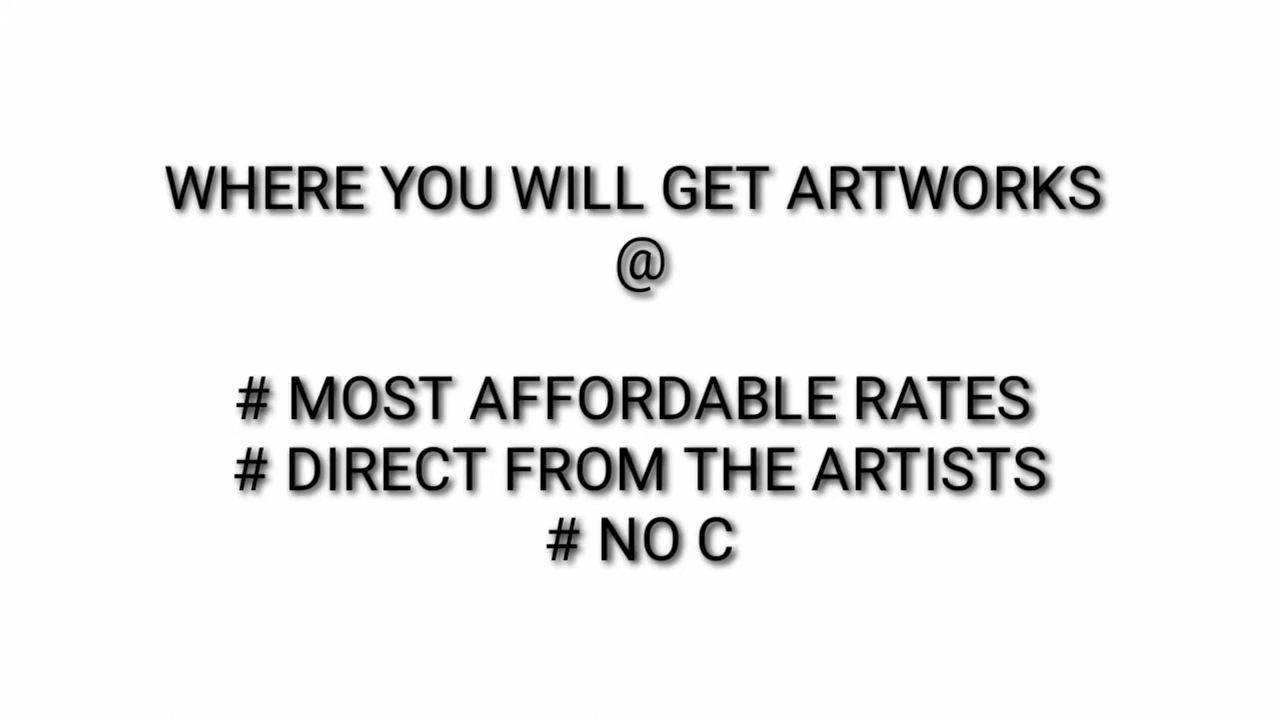 WHERE YOU WILL GET ARTWORKS
@
# MOST AFFORDABLE RATES
# DIRECT FROM THE ARTISTS
# NO C